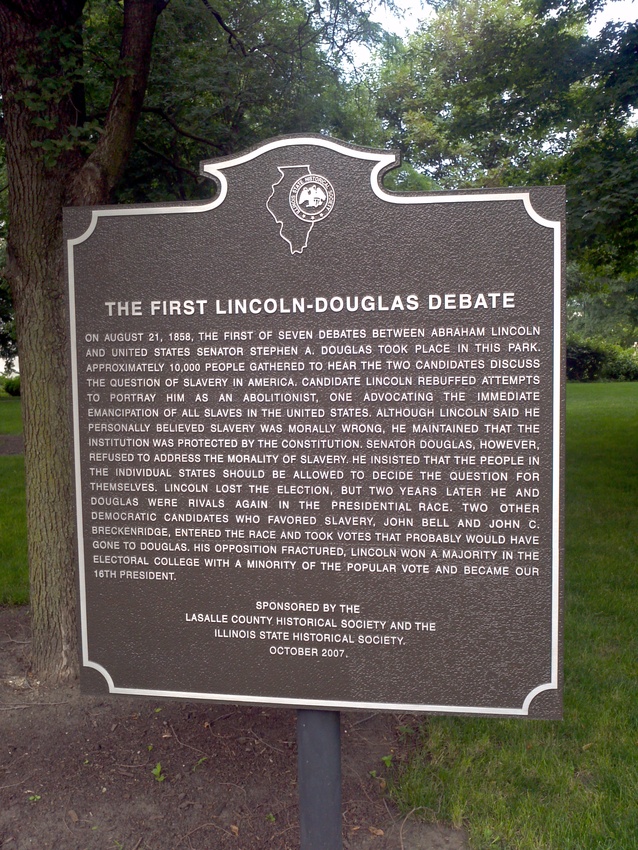 ILLINOIS STATE HISTORICAL SOCIETY
THE FIRST LINCOLN-DOUGLAS DEBATE
ON AUGUST 21, 1858, THE FIRST OF SEVEN DEBATES BETWEEN ABRAHAM LINCOLN
AND UNITED STATES SENATOR STEPHEN A. DOUGLAS TOOK PLACE IN THIS PARK.
APPROXIMATELY 10,000 PEOPLE GATHERED TO HEAR THE TWO CANDIDATES DISCUSS
THE QUESTION OF SLAVERY IN AMERICA. CANDIDATE LINCOLN REBUFFED ATTEMPTS
TO PORTRAY HIM AS AN ABOLITIONIST, ONE ADVOCATING THE IMMEDIATE
EMANCIPATION OF ALL SLAVES IN THE UNITED STATES. ALTHOUGH LINCOLN SAID HE
PERSONALLY BELIEVED SLAVERY WAS MORALLY WRONG, HE MAINTAINED THAT THE
INSTITUTION WAS PROTECTED BY THE CONSTITUTION. SENATOR DOUGLAS, HOWEVER,
REFUSED TO ADDRESS THE MORALITY OF SLAVERY. HE INSISTED THAT THE PEOPLE IN
THE INDIVIDUAL STATES SHOULD BE ALLOWED TO DECIDE THE QUESTION FOR
THEMSELVES. LINCOLN LOST THE ELECTION, BUT TWO YEARS LATER HE AND
DOUGLAS WERE RIVALS AGAIN IN THE PRESIDENTIAL RACE. TWO OTHER
DEMOCRATIC CANDIDATES WHO FAVORED SLAVERY, JOHN BELL AND JOHN C.
BRECKENRIDGE, ENTERED THE RACE AND TOOK VOTES THAT PROBABLY WOULD HAVE
GONE TO DOUGLAS. HIS OPPOSITION FRACTURED, LINCOLN WON A MAJORITY IN THE
ELECTORAL COLLEGE WITH A MINORITY OF THE POPULAR VOTE AND BECAME OUR
16TH PRESIDENT.
SPONSORED BY THE
LASALLE COUNTY HISTORICAL SOCIETY AND THE
ILLINOIS STATE HISTORICAL SOCIETY.
OCTOBER 2007.